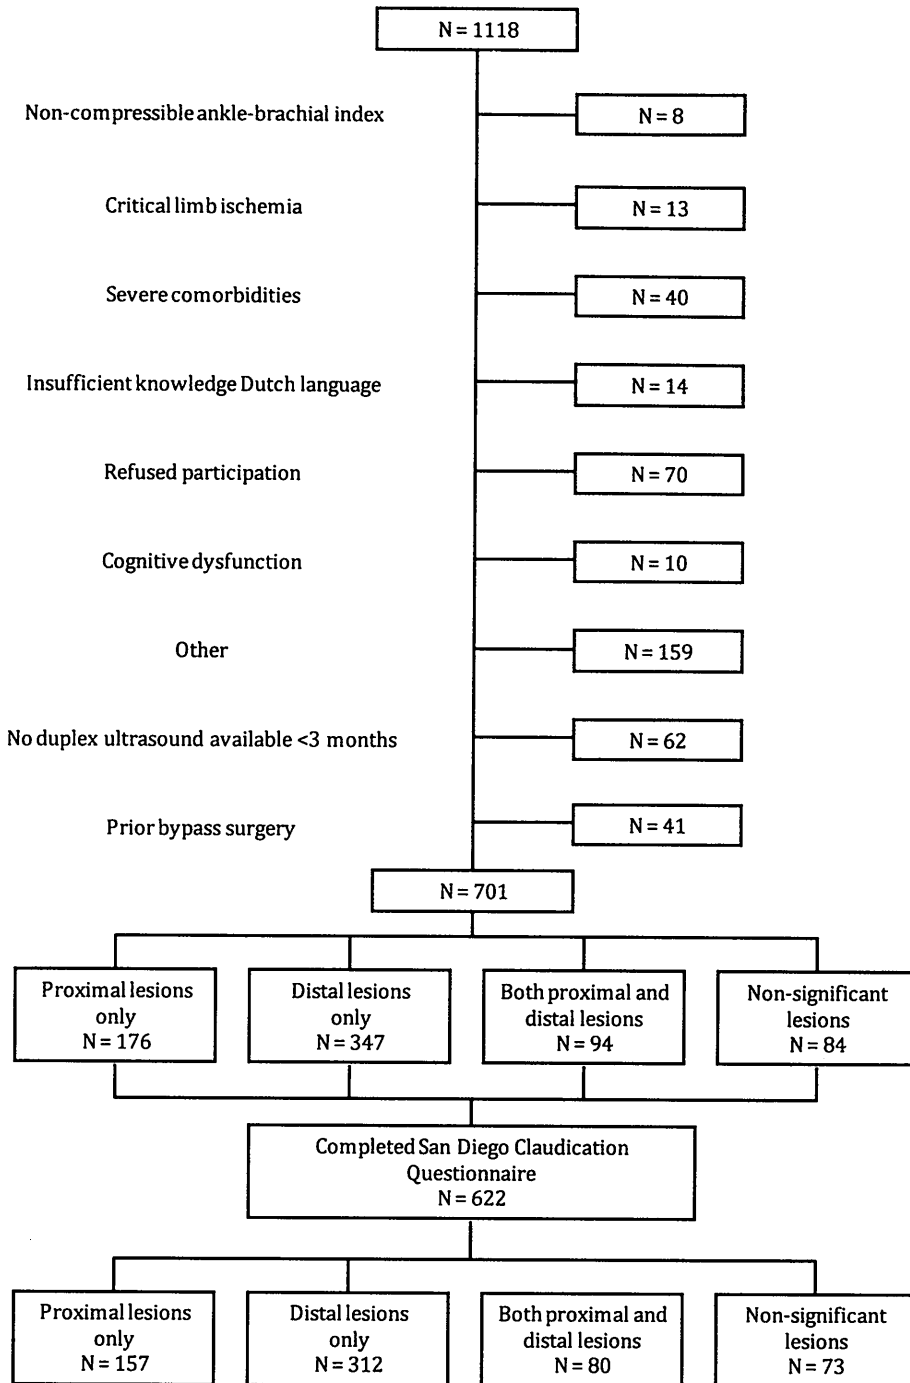 N = 1118
Non-compressible ankle-brachial index
N = 8
Critical limb ischemia
N = 13
Severe comorbidities
N = 40
Insufficient knowledge Dutch language
N = 14
Refused participation
N = 70
Cognitive dysfunction
N = 10
Other
N = 159
No duplex ultrasound available <3 months
N = 62
Prior bypass surgery
N = 41
N = 701
Proximal lesions
only
N = 176
Distal lesions
only
N = 347
Both proximal and
distal lesions
N = 94
Non-significant
lesions
N = 84
Completed San Diego Claudication
Questionnaire
N = 622
Proximal lesions
only
N = 157
Distal lesions
only
N = 312
Both proximal and
distal lesions
N = 80
Non-significant
lesions
N = 73